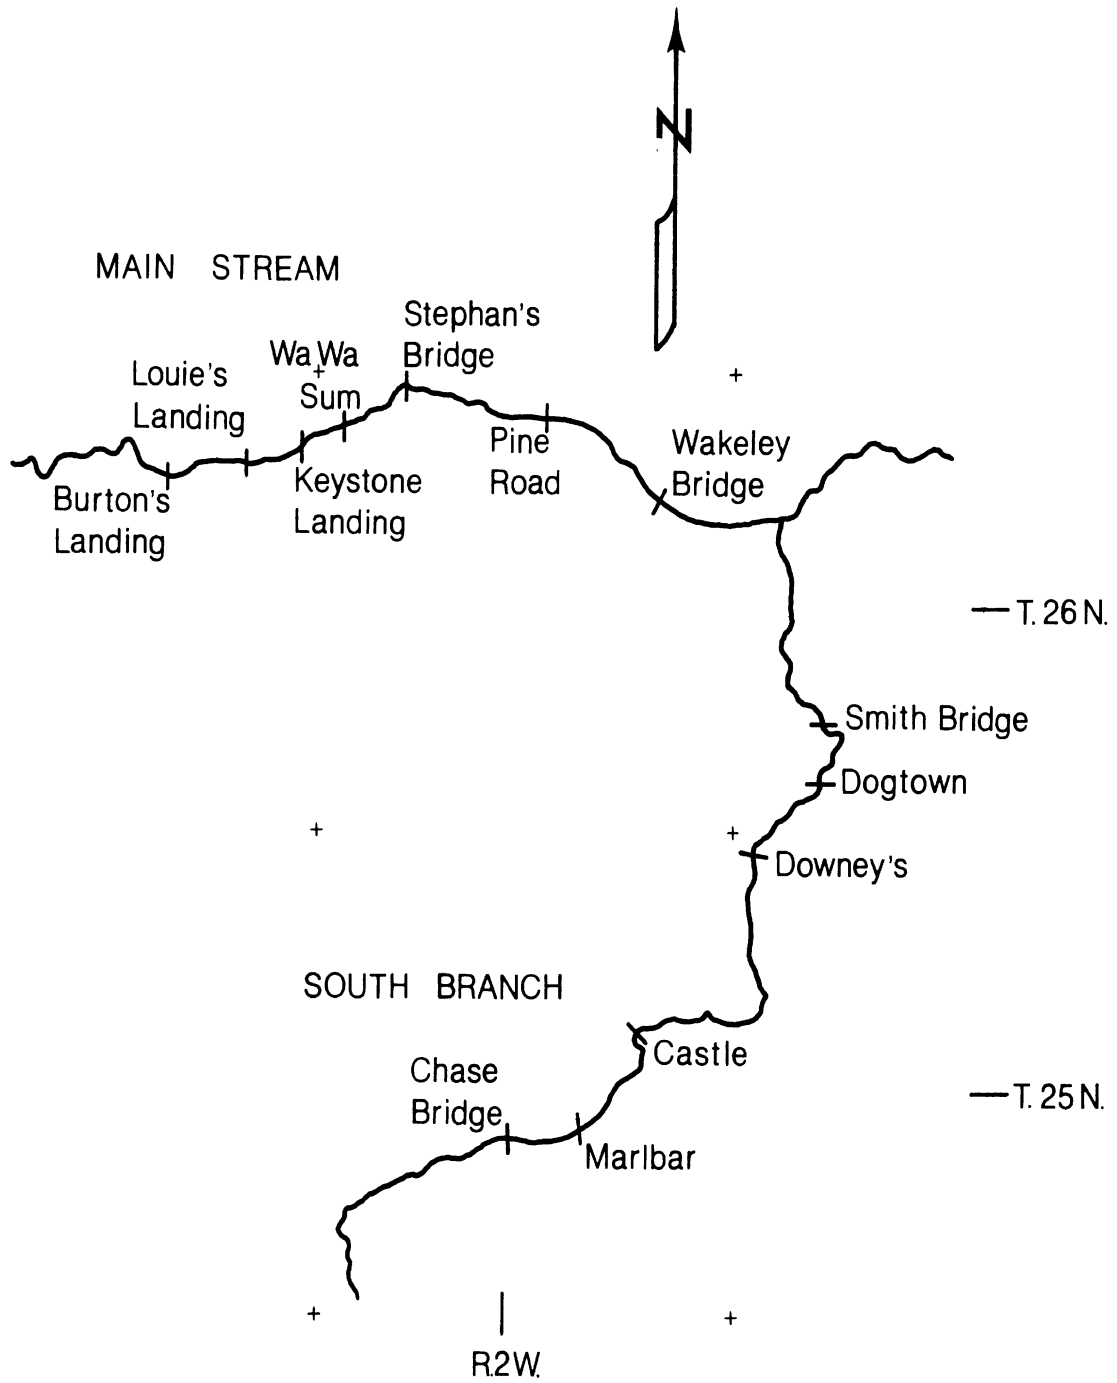 N
MAIN STREAM
Stephan's
Bridge
Wa Wa
Sum
Louie's
Landing
Burton's
Landing
Keystone
Landing
Pine
Road
Wakeley
Bridge
T. 26 N.
Smith Bridge
Dogtown
Downey's
SOUTH BRANCH
Castle
Chase
Bridge
Marlbar
T. 25 N.
R.2W.